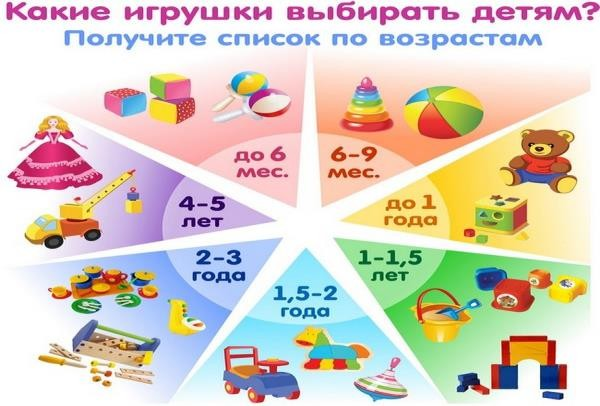 Какие игрушки выбирать детям?
Получите список по возрастам
до 6
мес.
6-9
мес.
до 1
года
1-1,5
лет
1,5-2
года
2-3
года
4-5
лет